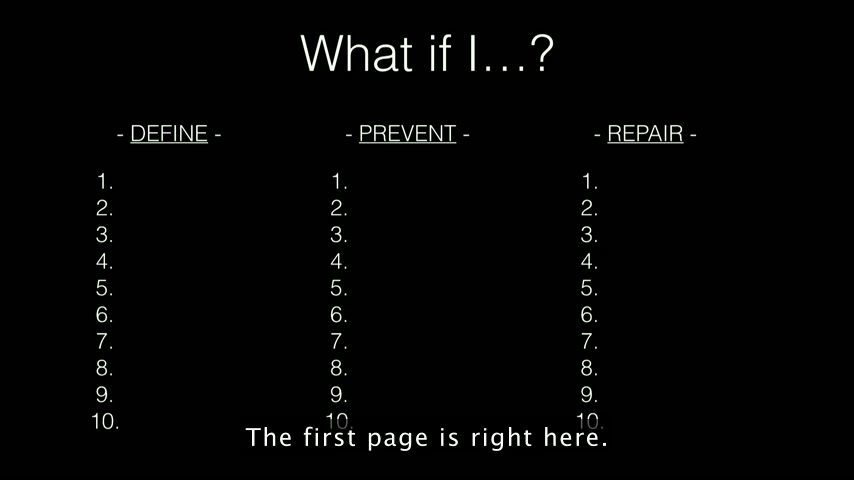 What if I...?
- DEFINE - - PREVENT - - REPAIR -
1. 1. 1.
2. 2. 2.
3. 3. 3.
4. 4. 4.
5. 5. 5.
6. 6. 6.
7. 7. 7.
8. 8. 8.
9. 9. 9.
10. 10. 10.
The first page is right here.